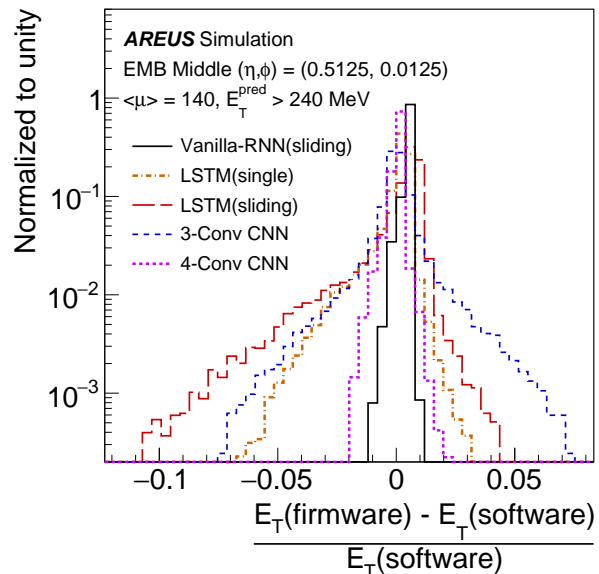 AREUS Simulation
EMB Middle (η,ϕ) = (0.5125, 0.0125)
<μ> = 140, E_T^pred > 240 MeV
Vanilla-RNN(sliding)
LSTM(single)
LSTM(sliding)
3-Conv CNN
4-Conv CNN
Normalized to unity
1
10⁻¹
10⁻²
10⁻³
−0.1 −0.05 0 0.05
E_T(firmware) - E_T(software)
E_T(software)